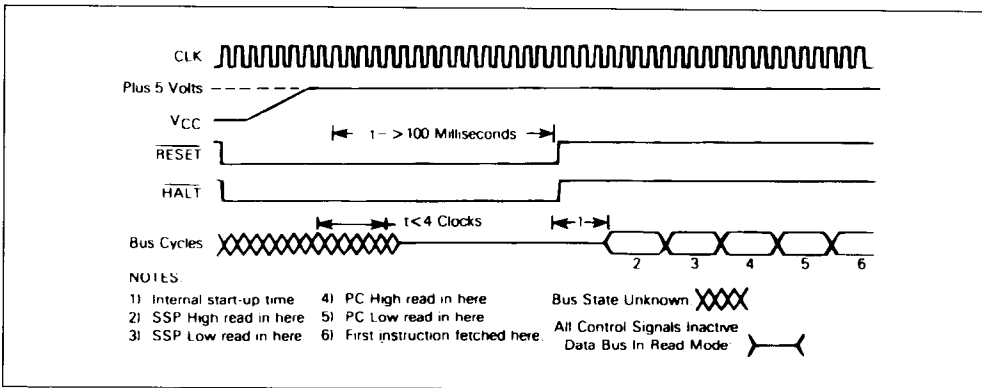 CLK
Plus 5 Volts
VCC
t - >100 Milliseconds
RESET
HALT
t<4 Clocks
1
Bus Cycles
2 3 4 5 6
NOTES:
1) Internal start-up time
2) SSP High read in here
3) SSP Low read in here
4) PC High read in here
5) PC Low read in here
6) First instruction fetched here.
Bus State Unknown:
All Control Signals Inactive
Data Bus In Read Mode: